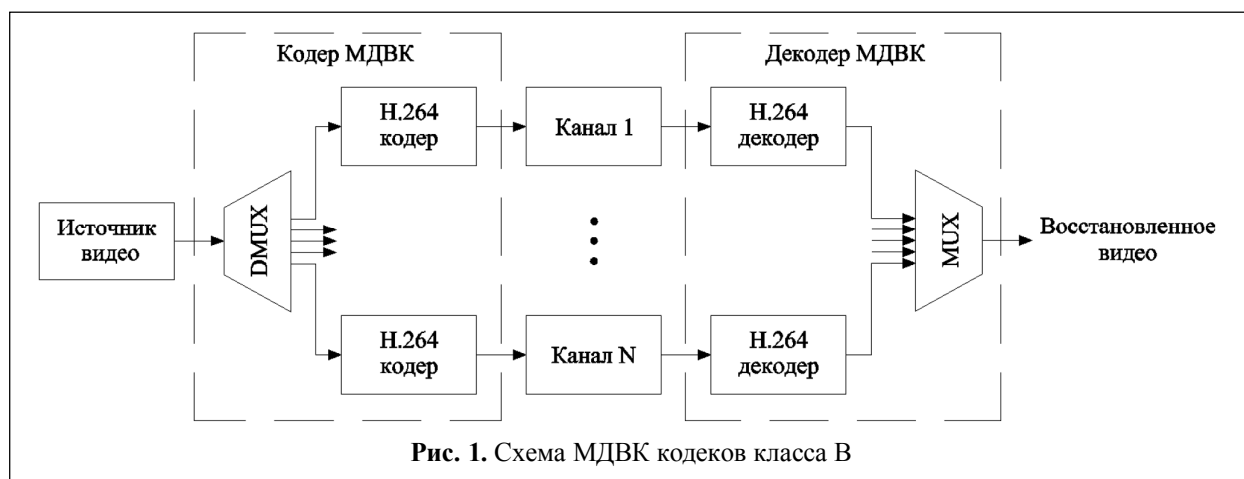 Кодер МДВК
Декодер МДВК
Н.264
кодер
Канал 1
Н.264
декодер
Источник
видео
DMUX
MUX
Восстановленное
видео
Н.264
кодер
Канал N
Н.264
декодер
Рис. 1. Схема МДВК кодеков класса В